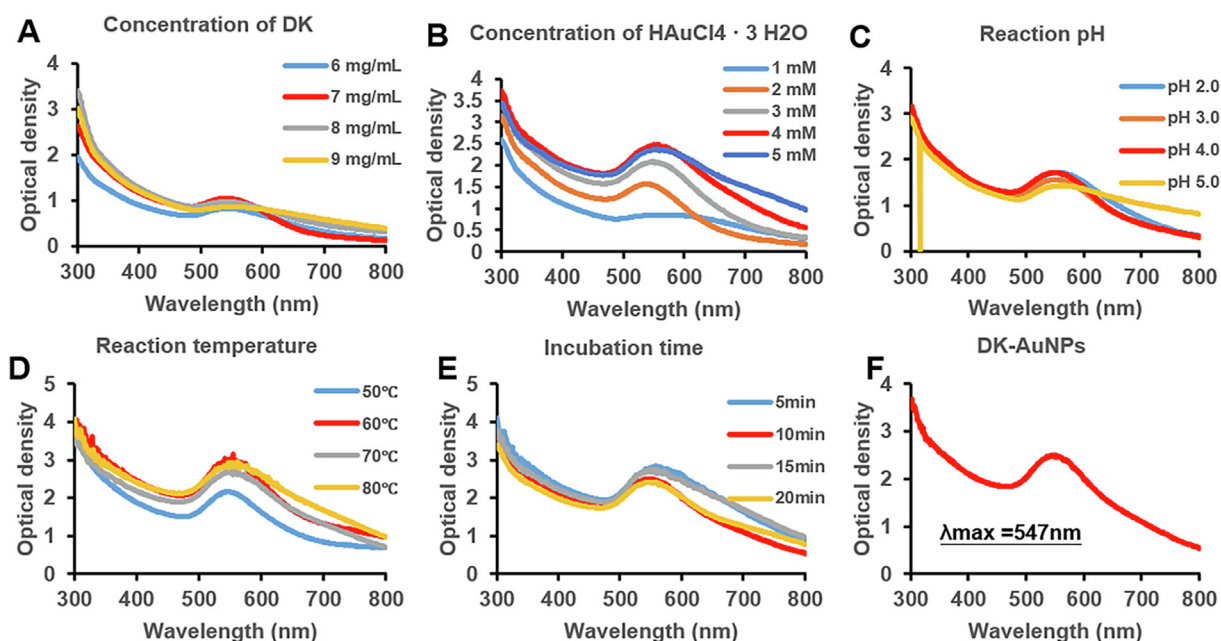 A
Concentration of DK
6 mg/mL
7 mg/mL
8 mg/mL
9 mg/mL
Optical density
4
3
2
1
0
300 400 500 600 700 800
Wavelength (nm)
B
Concentration of HAuCl4 · 3 H2O
1 mM
2 mM
3 mM
4 mM
5 mM
Optical density
4
3.5
3
2.5
2
1.5
1
0.5
0
300 400 500 600 700 800
Wavelength (nm)
C
Reaction pH
pH 2.0
pH 3.0
pH 4.0
pH 5.0
Optical density
4
3
2
1
0
300 400 500 600 700 800
Wavelength (nm)
D
Reaction temperature
50℃
60℃
70℃
80℃
Optical density
5
4
3
2
1
0
300 400 500 600 700 800
Wavelength (nm)
E
Incubation time
5min
10min
15min
20min
Optical density
5
4
3
2
1
0
300 400 500 600 700 800
Wavelength (nm)
F
DK-AuNPs
λmax =547nm
Optical density
4
3
2
1
0
300 400 500 600 700 800
Wavelength (nm)